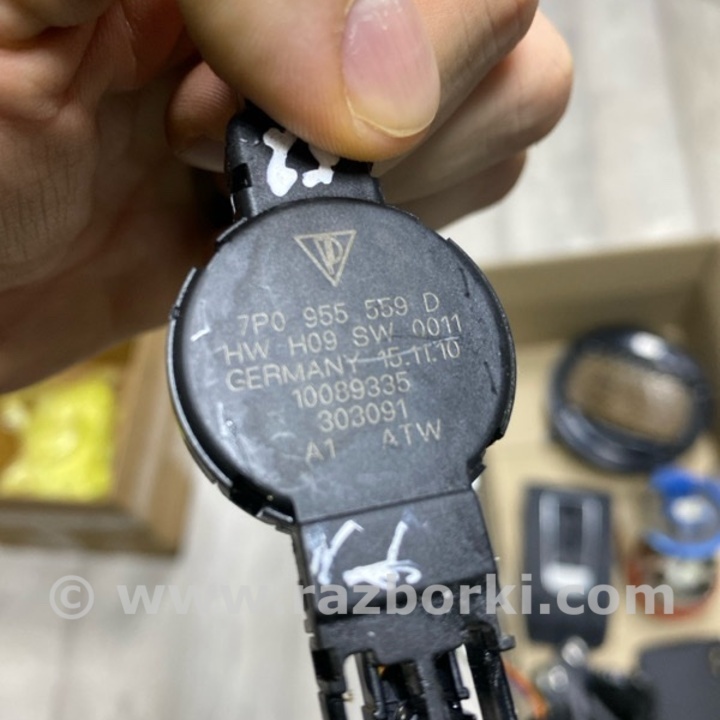 7P0 955 559 D
HW H09 SW 0011
GERMANY 15.11.10
10089335
303091
A1 ATW
© www.razborki.com